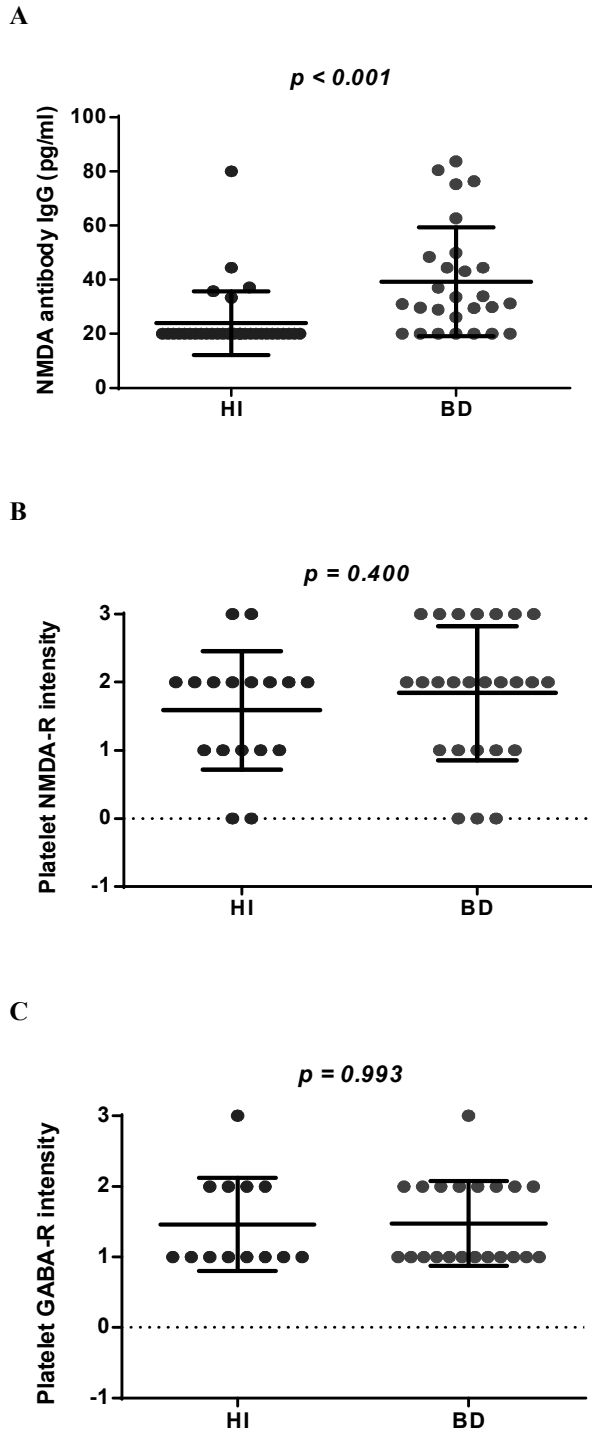 A
p < 0.001
NMDA antibody IgG (pg/ml)
100
80
60
40
20
0
HI BD
B
p = 0.400
Platelet NMDA-R intensity
3
2
1
0
-1
HI BD
C
p = 0.993
Platelet GABA-R intensity
3
2
1
0
-1
HI BD